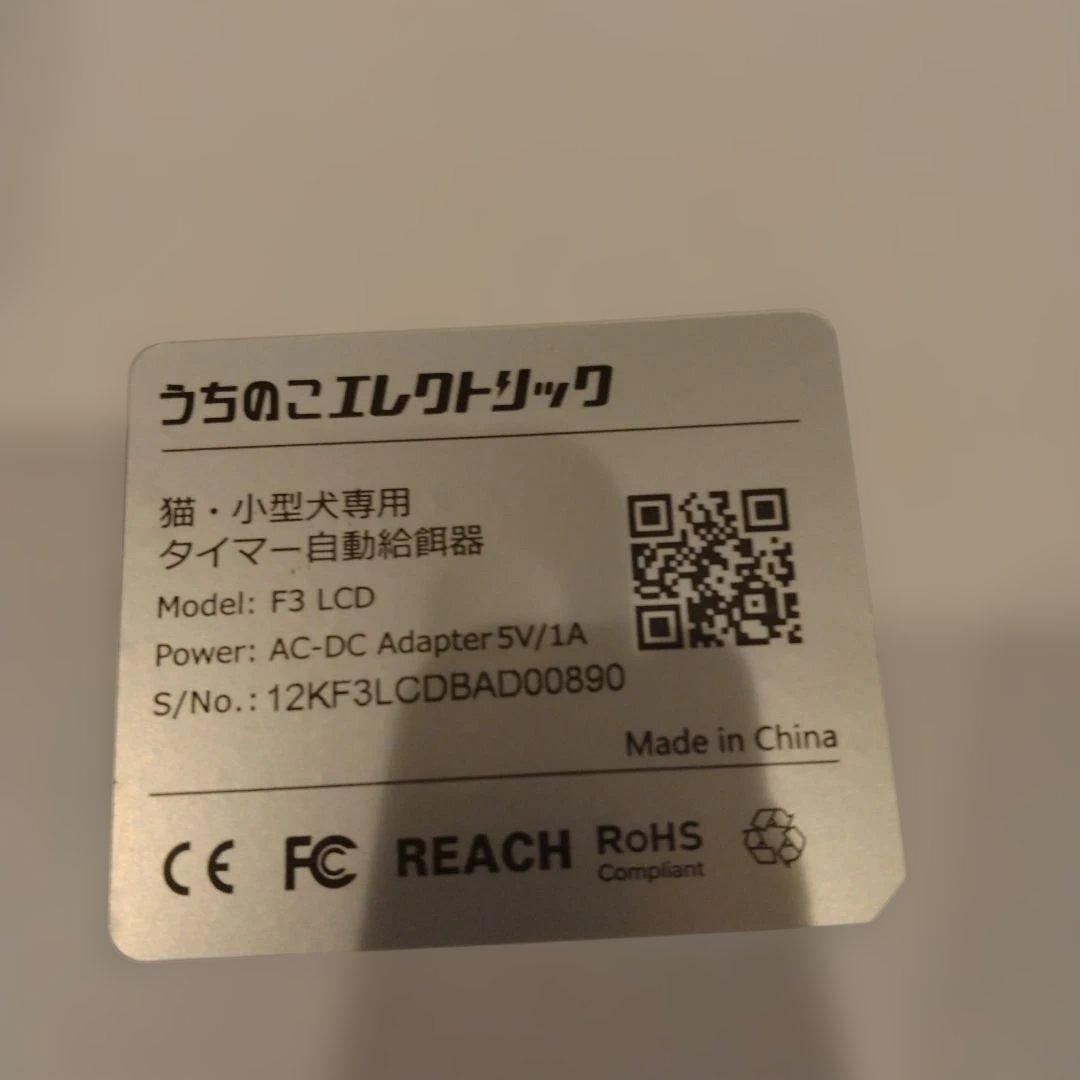 うちのこエレクトリック
猫・小型犬専用
タイマー自動給餌器
Model: F3 LCD
Power: AC-DC Adapter 5V/1A
S/No.: 12KF3LCDBAD00890
Made in China
CE FC REACH RoHS
Compliant